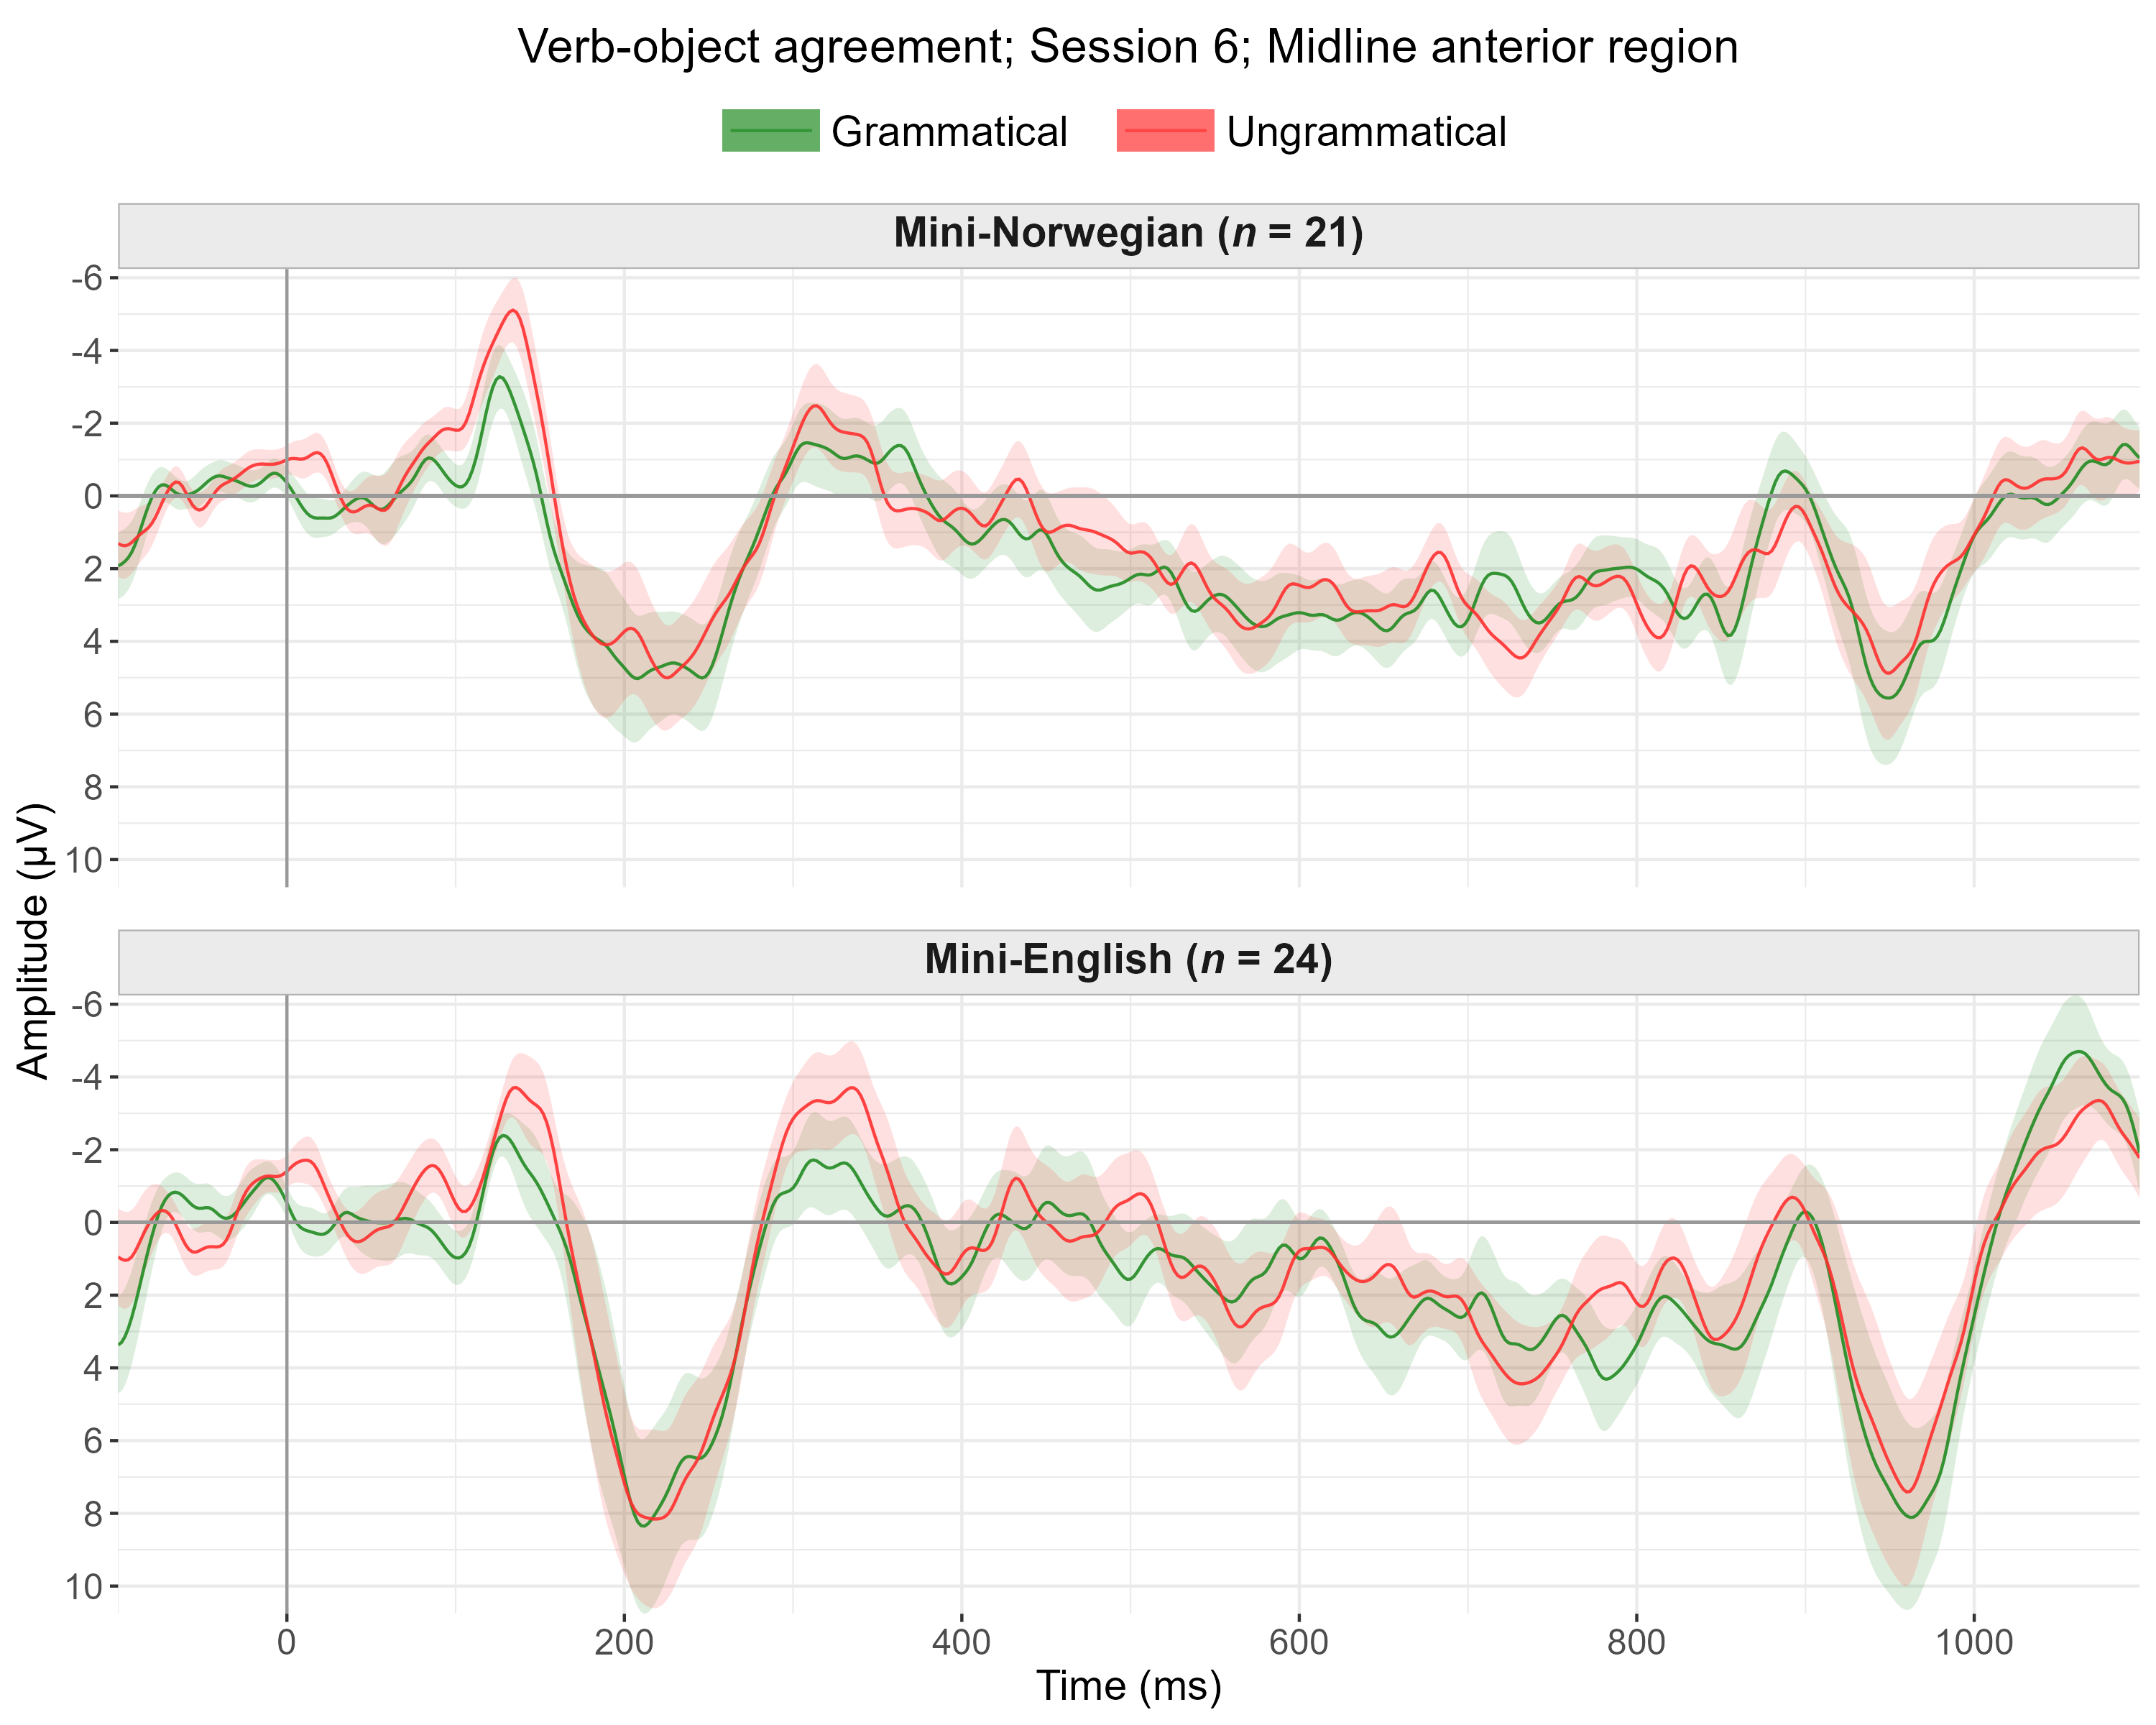 Verb-object agreement; Session 6; Midline anterior region
Grammatical Ungrammatical
Mini-Norwegian (n = 21)
-6
-4
-2
0
2
4
6
8
10
Amplitude (µV)
Mini-English (n = 24)
-6
-4
-2
0
2
4
6
8
10
0 200 400 600 800 1000
Time (ms)